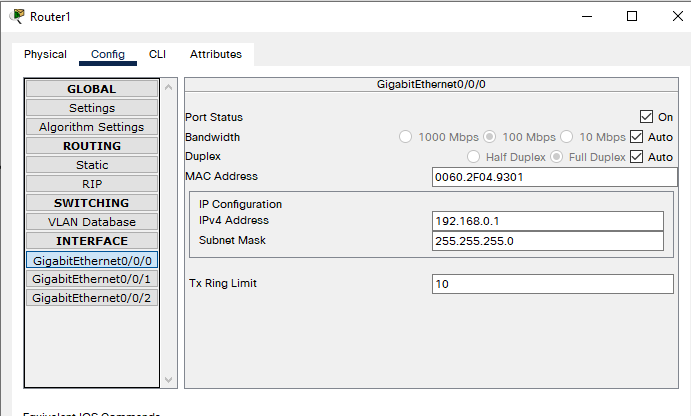 Router1
Physical Config CLI Attributes
GLOBAL
Settings
Algorithm Settings
ROUTING
Static
RIP
SWITCHING
VLAN Database
INTERFACE
GigabitEthernet0/0/0
GigabitEthernet0/0/1
GigabitEthernet0/0/2
GigabitEthernet0/0/0
Port Status On
Bandwidth 1000 Mbps 100 Mbps 10 Mbps Auto
Duplex Half Duplex Full Duplex Auto
MAC Address 0060.2F04.9301
IP Configuration
IPv4 Address 192.168.0.1
Subnet Mask 255.255.255.0
Tx Ring Limit 10
Equivalent IOS Commands